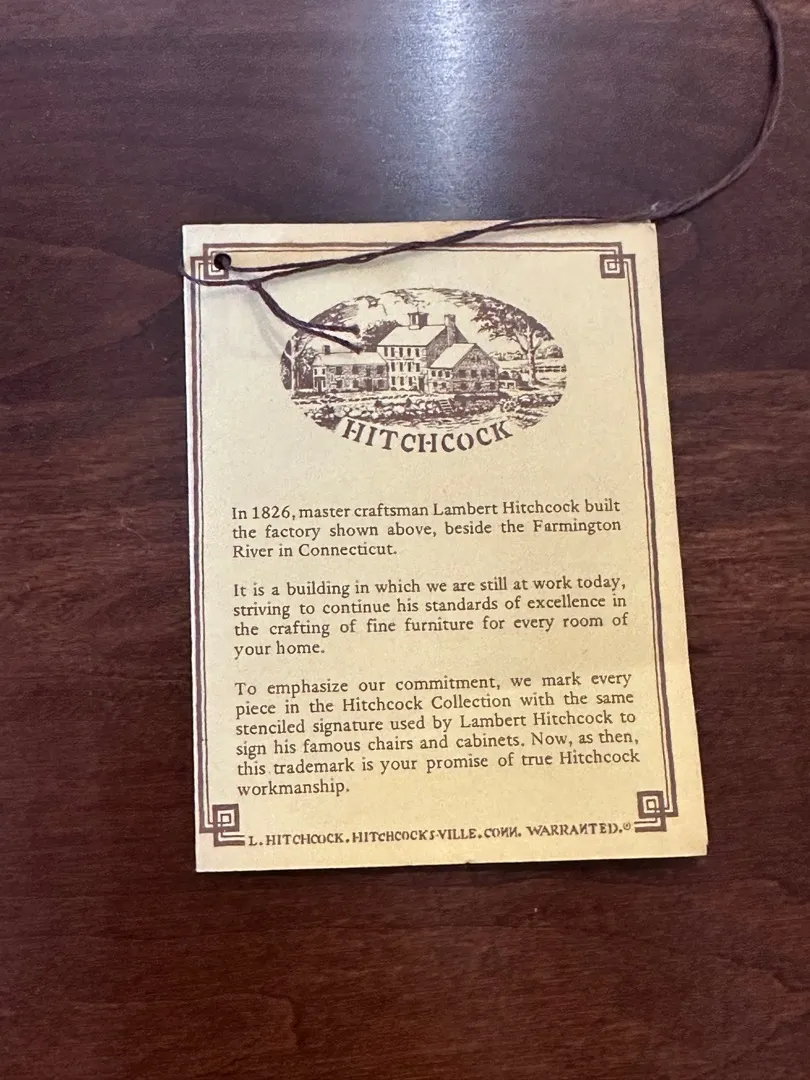 HITCHCOCK
In 1826, master craftsman Lambert Hitchcock built
the factory shown above, beside the Farmington
River in Connecticut.
It is a building in which we are still at work today,
striving to continue his standards of excellence in
the crafting of fine furniture for every room of
your home.
To emphasize our commitment, we mark every
piece in the Hitchcock Collection with the same
stenciled signature used by Lambert Hitchcock to
sign his famous chairs and cabinets. Now, as then,
this trademark is your promise of true Hitchcock
workmanship.
L. HITCHCOCK. HITCHCOCKS-VILLE. CONN. WARRANTED.®